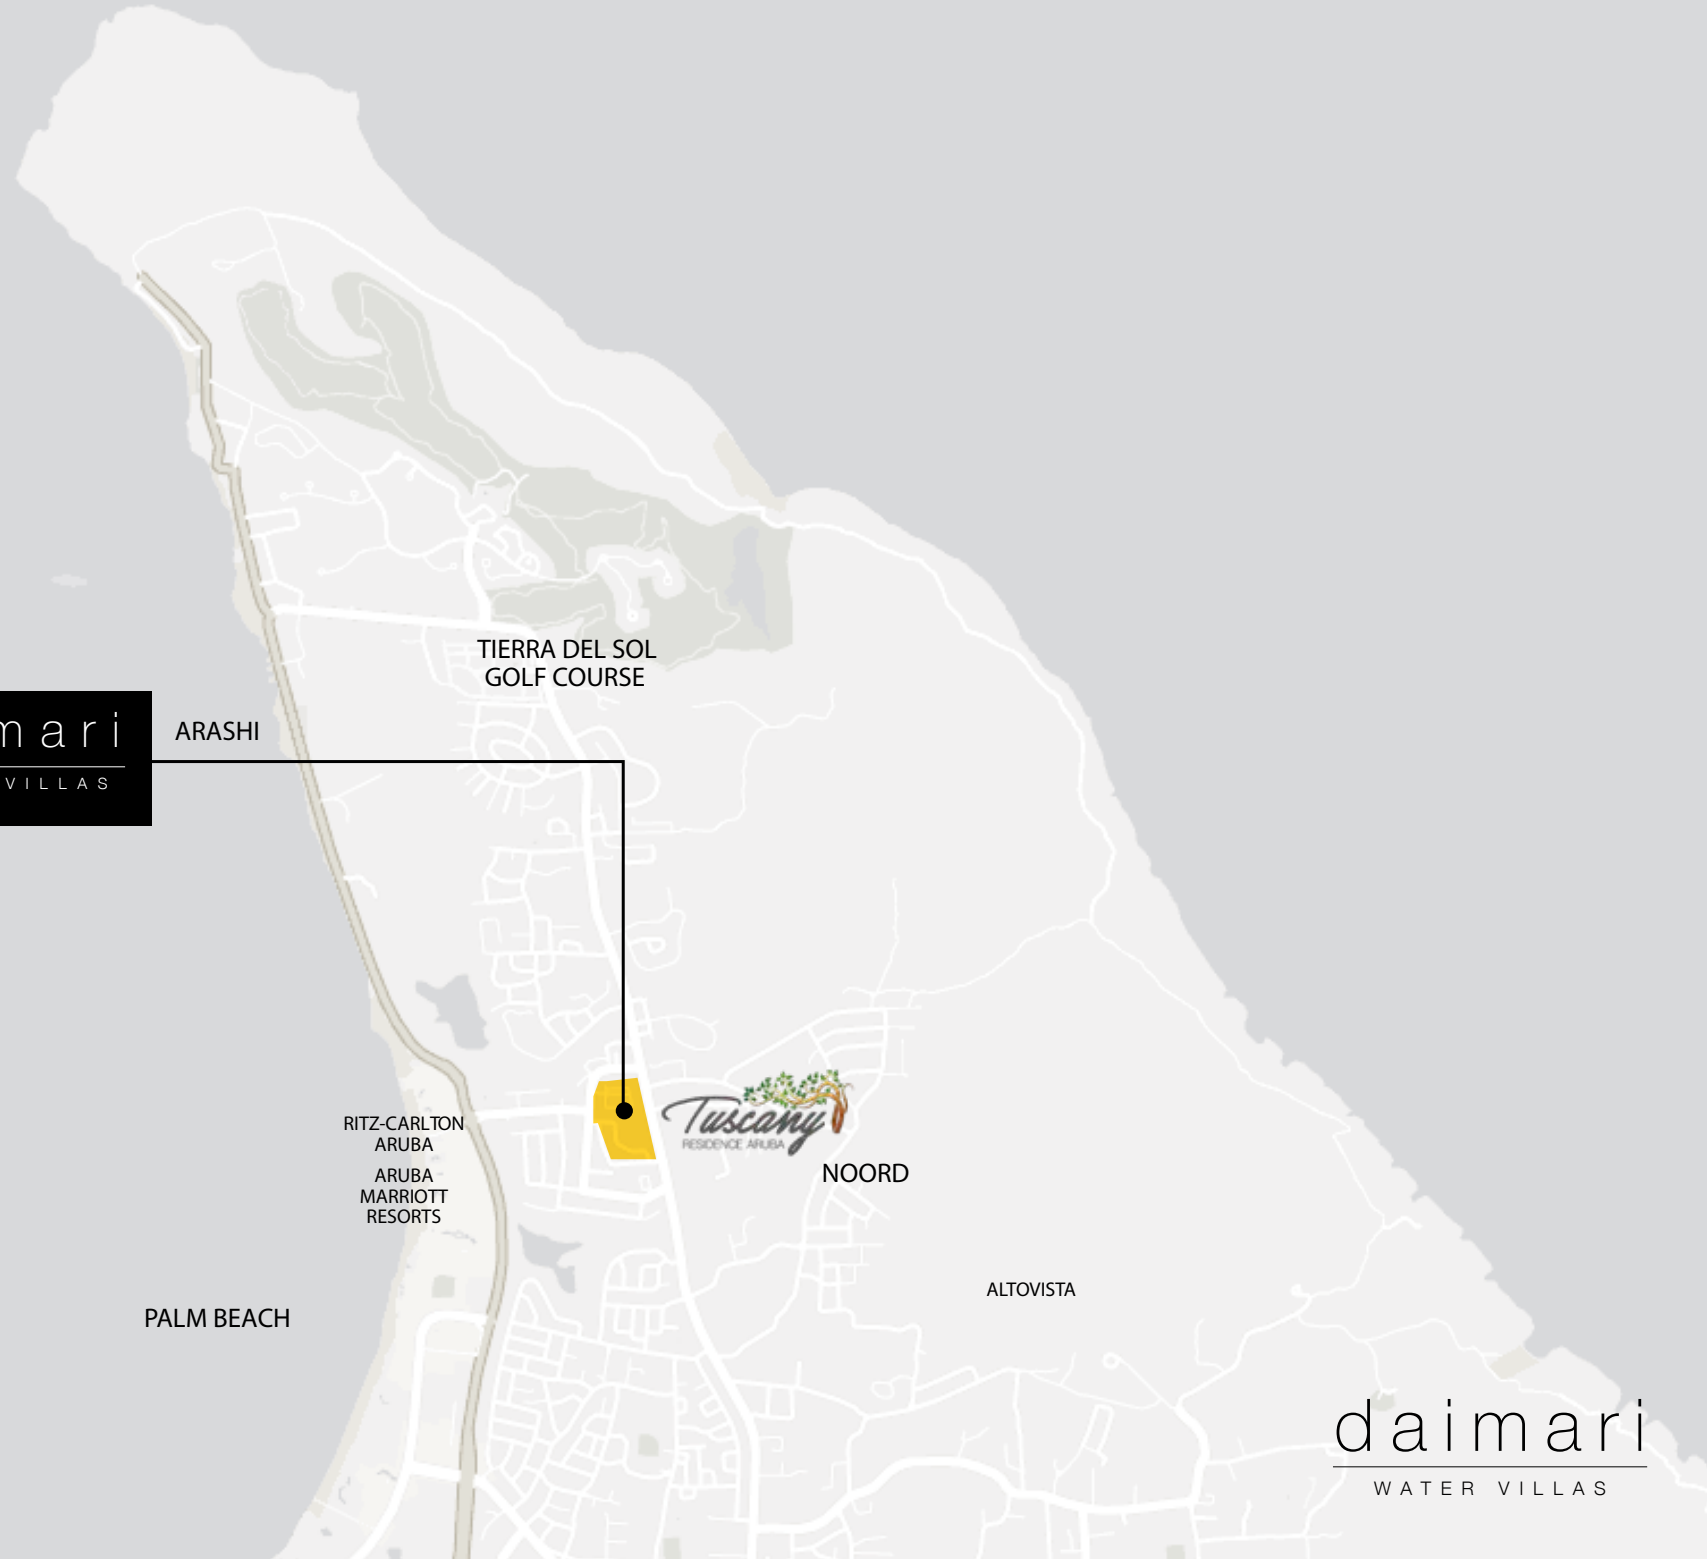 TIERRA DEL SOL
GOLF COURSE
mari
VILLAS
ARASHI
Tuscany
RESIDENCE ARUBA
RITZ-CARLTON
ARUBA
ARUBA
MARRIOTT
RESORTS
NOORD
ALTOVISTA
PALM BEACH
daimari
WATER VILLAS